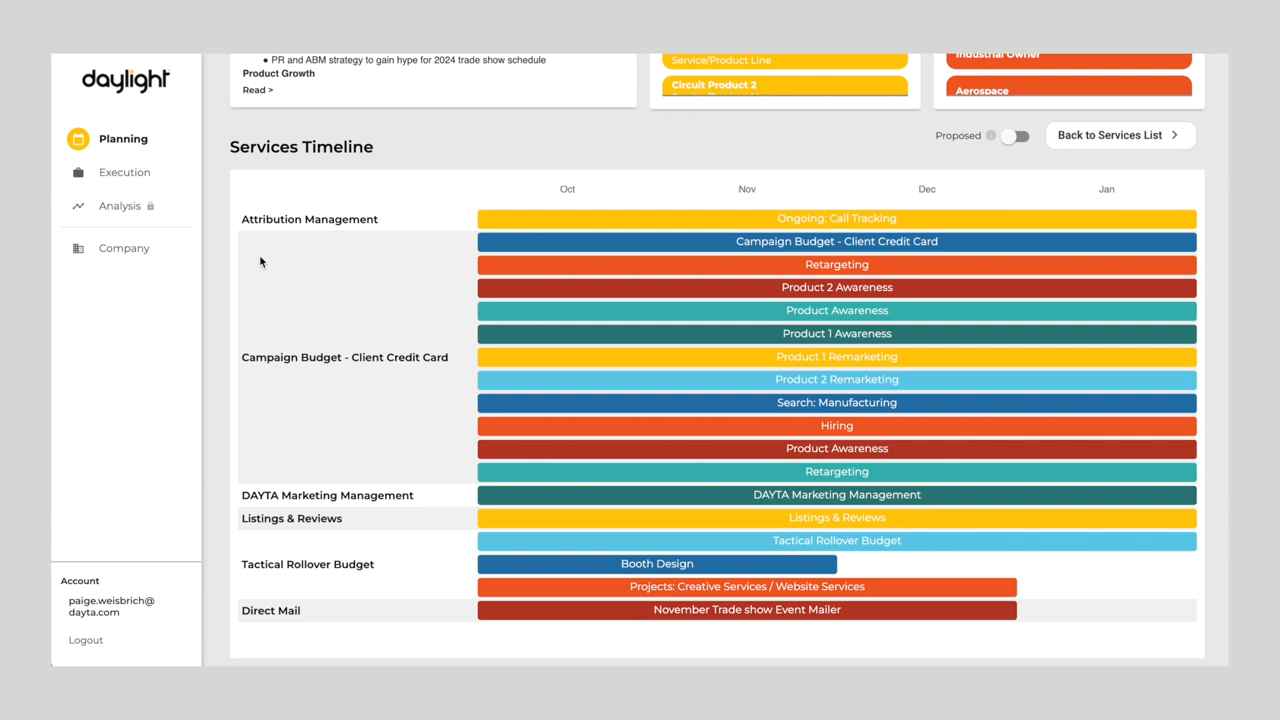 daylight
Planning
Execution
Analysis
Company
Account
paige.weisbrich@
dayta.com
Logout
• PR and ABM strategy to gain hype for 2024 trade show schedule
Product Growth
Read >
Service/Product Line
Circuit Product 2
Industrial Owner
Aerospace
Services Timeline
Proposed
Back to Services List
Oct Nov Dec Jan
Attribution Management
Ongoing: Call Tracking
Campaign Budget - Client Credit Card
Campaign Budget - Client Credit Card
Retargeting
Product 2 Awareness
Product Awareness
Product 1 Awareness
Product 1 Remarketing
Product 2 Remarketing
Search: Manufacturing
Hiring
Product Awareness
Retargeting
DAYTA Marketing Management
DAYTA Marketing Management
Listings & Reviews
Listings & Reviews
Tactical Rollover Budget
Tactical Rollover Budget
Booth Design
Projects: Creative Services / Website Services
Direct Mail
November Trade show Event Mailer